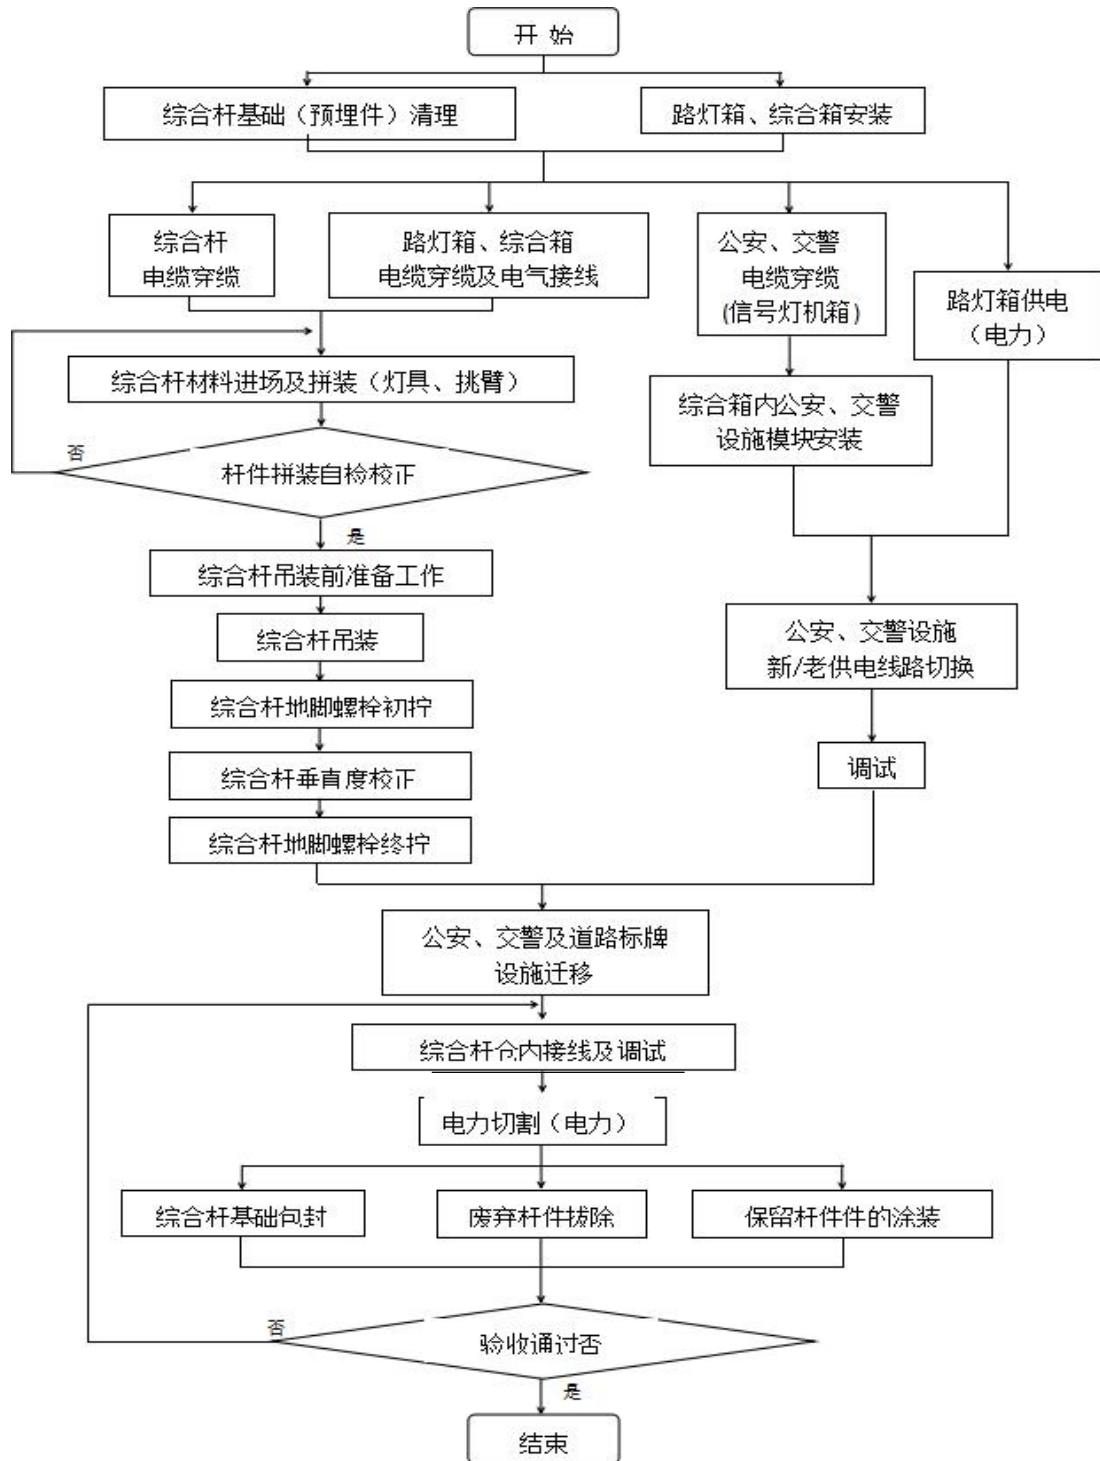 开 始
综合杆基础（预埋件）清理
路灯箱、综合箱安装
综合杆
电缆穿缆
路灯箱、综合箱
电缆穿缆及电气接线
公安、交警
电缆穿缆
(信号灯机箱)
路灯箱供电
（电力）
综合杆材料进场及拼装（灯具、挑臂）
综合箱内公安、交警
设施模块安装
否
杆件拼装自检校正
是
综合杆吊装前准备工作
综合杆吊装
公安、交警设施
新/老供电线路切换
综合杆地脚螺栓初拧
综合杆垂直度校正
调试
综合杆地脚螺栓终拧
公安、交警及道路标牌
设施迁移
综合杆仓内接线及调试
电力切割（电力）
综合杆基础包封
废弃杆件拔除
保留杆件件的涂装
否
验收通过否
是
结束